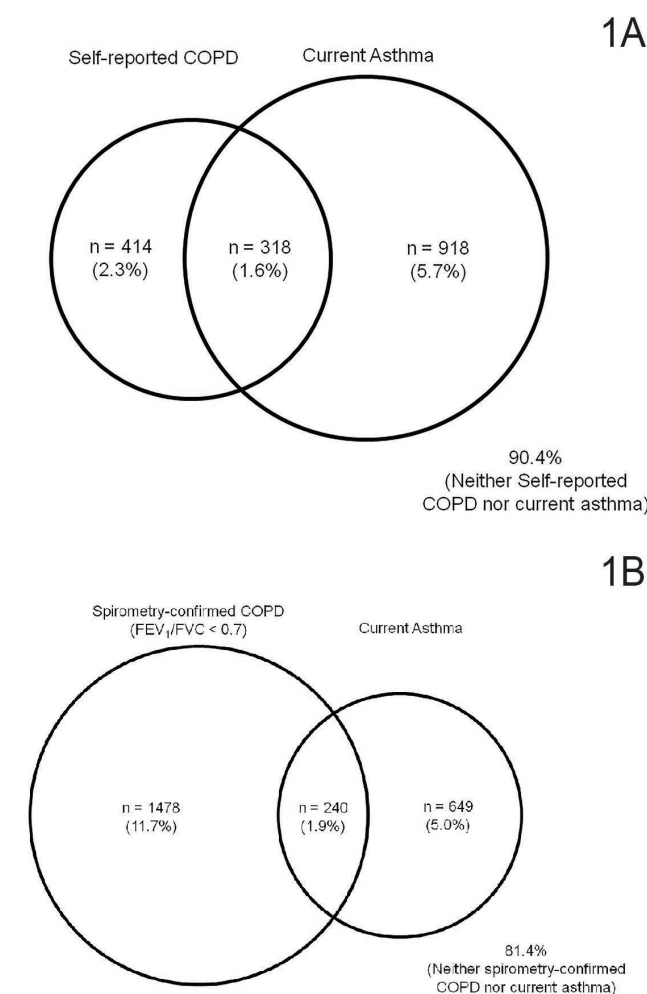 1A
Self-reported COPD
Current Asthma
n = 414
(2.3%)
n = 318
(1.6%)
n = 918
(5.7%)
90.4%
(Neither Self-reported
COPD nor current asthma)
1B
Spirometry-confirmed COPD
(FEV₁/FVC < 0.7)
Current Asthma
n = 1478
(11.7%)
n = 240
(1.9%)
n = 649
(5.0%)
81.4%
(Neither spirometry-confirmed
COPD nor current asthma)